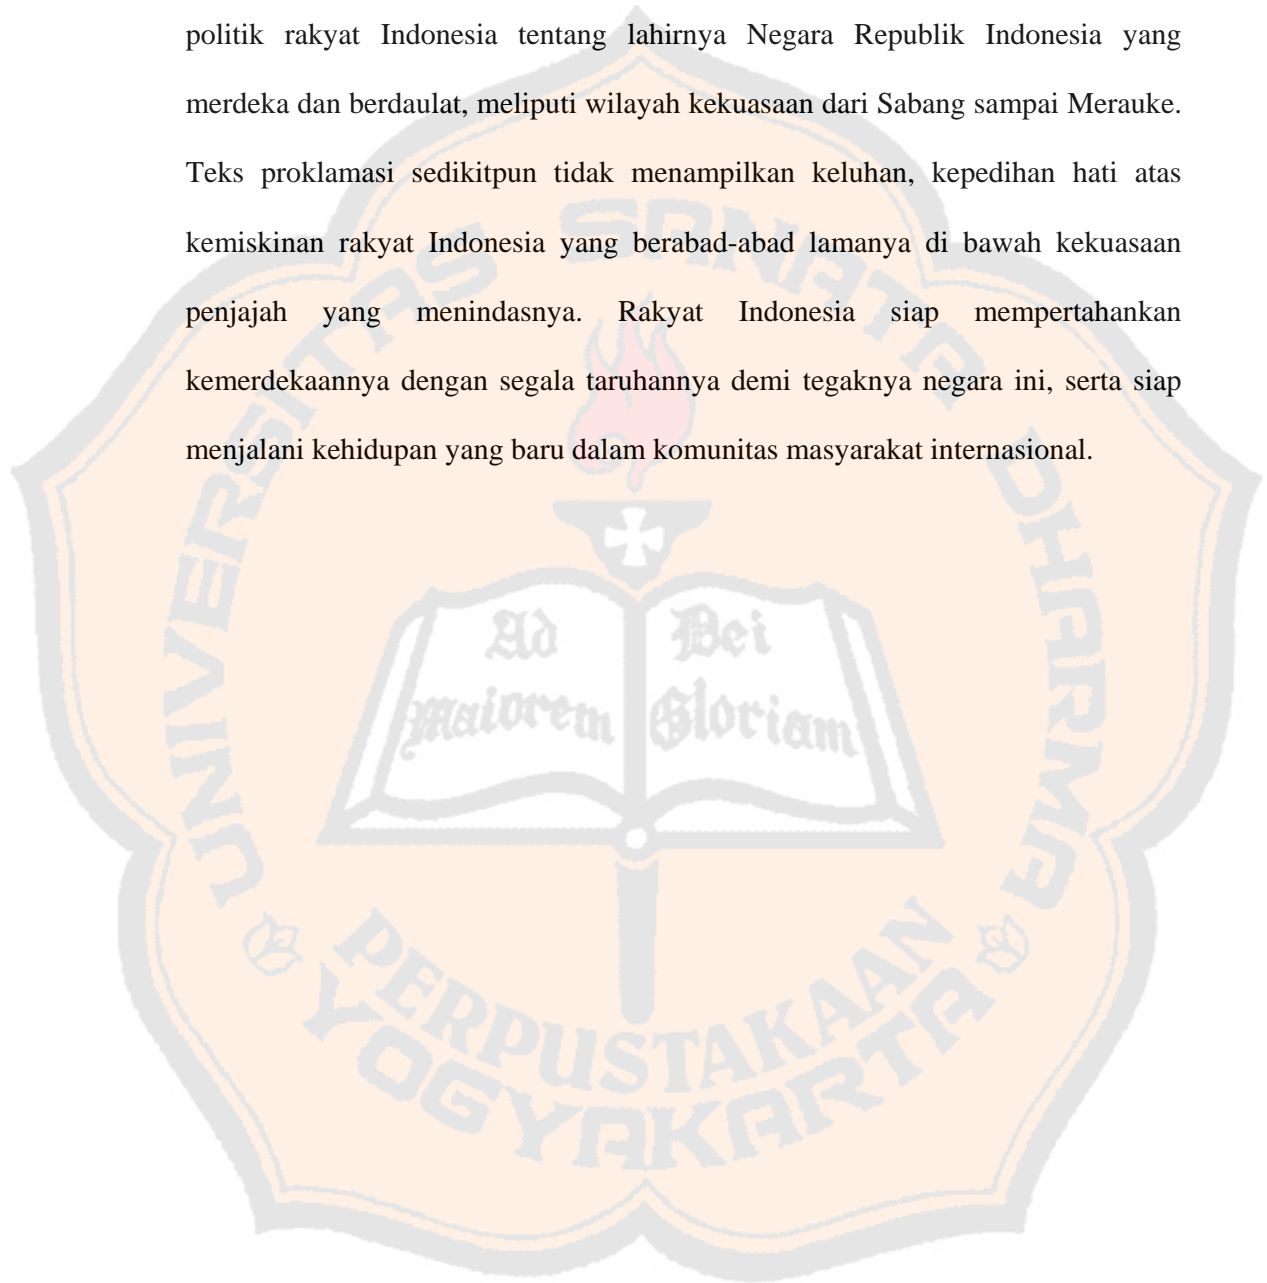 politik rakyat Indonesia tentang lahirnya Negara Republik Indonesia yang
merdeka dan berdaulat, meliputi wilayah kekuasaan dari Sabang sampai Merauke.
Teks proklamasi sedikitpun tidak menampilkan keluhan, kepedihan hati atas
kemiskinan rakyat Indonesia yang berabad-abad lamanya di bawah kekuasaan
penjajah yang menindasnya. Rakyat Indonesia siap mempertahankan
kemerdekaannya dengan segala taruhannya demi tegaknya negara ini, serta siap
menjalani kehidupan yang baru dalam komunitas masyarakat internasional.
UNIVERSITAS SANATA DHARMA
Ad
maiorem
Dei
Gloriam
PERPUSTAKAAN
YOGYAKARTA